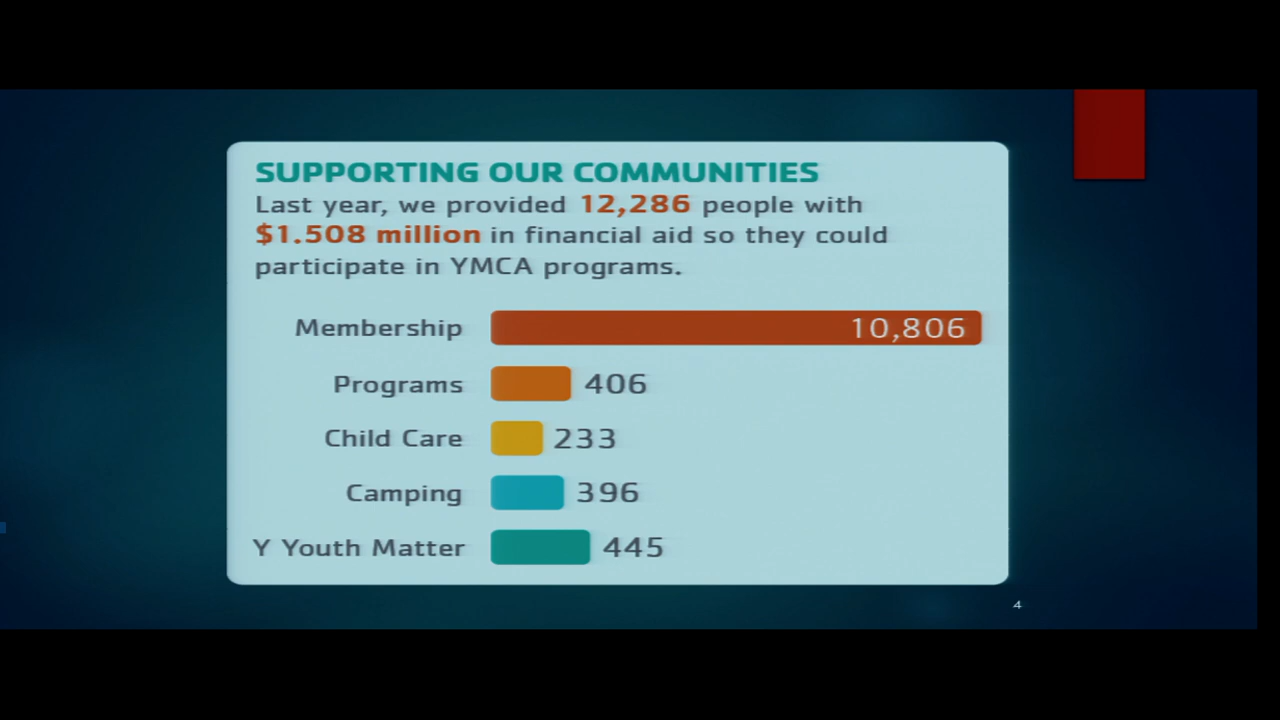 SUPPORTING OUR COMMUNITIES
Last year, we provided 12,286 people with
$1.508 million in financial aid so they could
participate in YMCA programs.
Membership 10,806
Programs 406
Child Care 233
Camping 396
Y Youth Matter 445
4